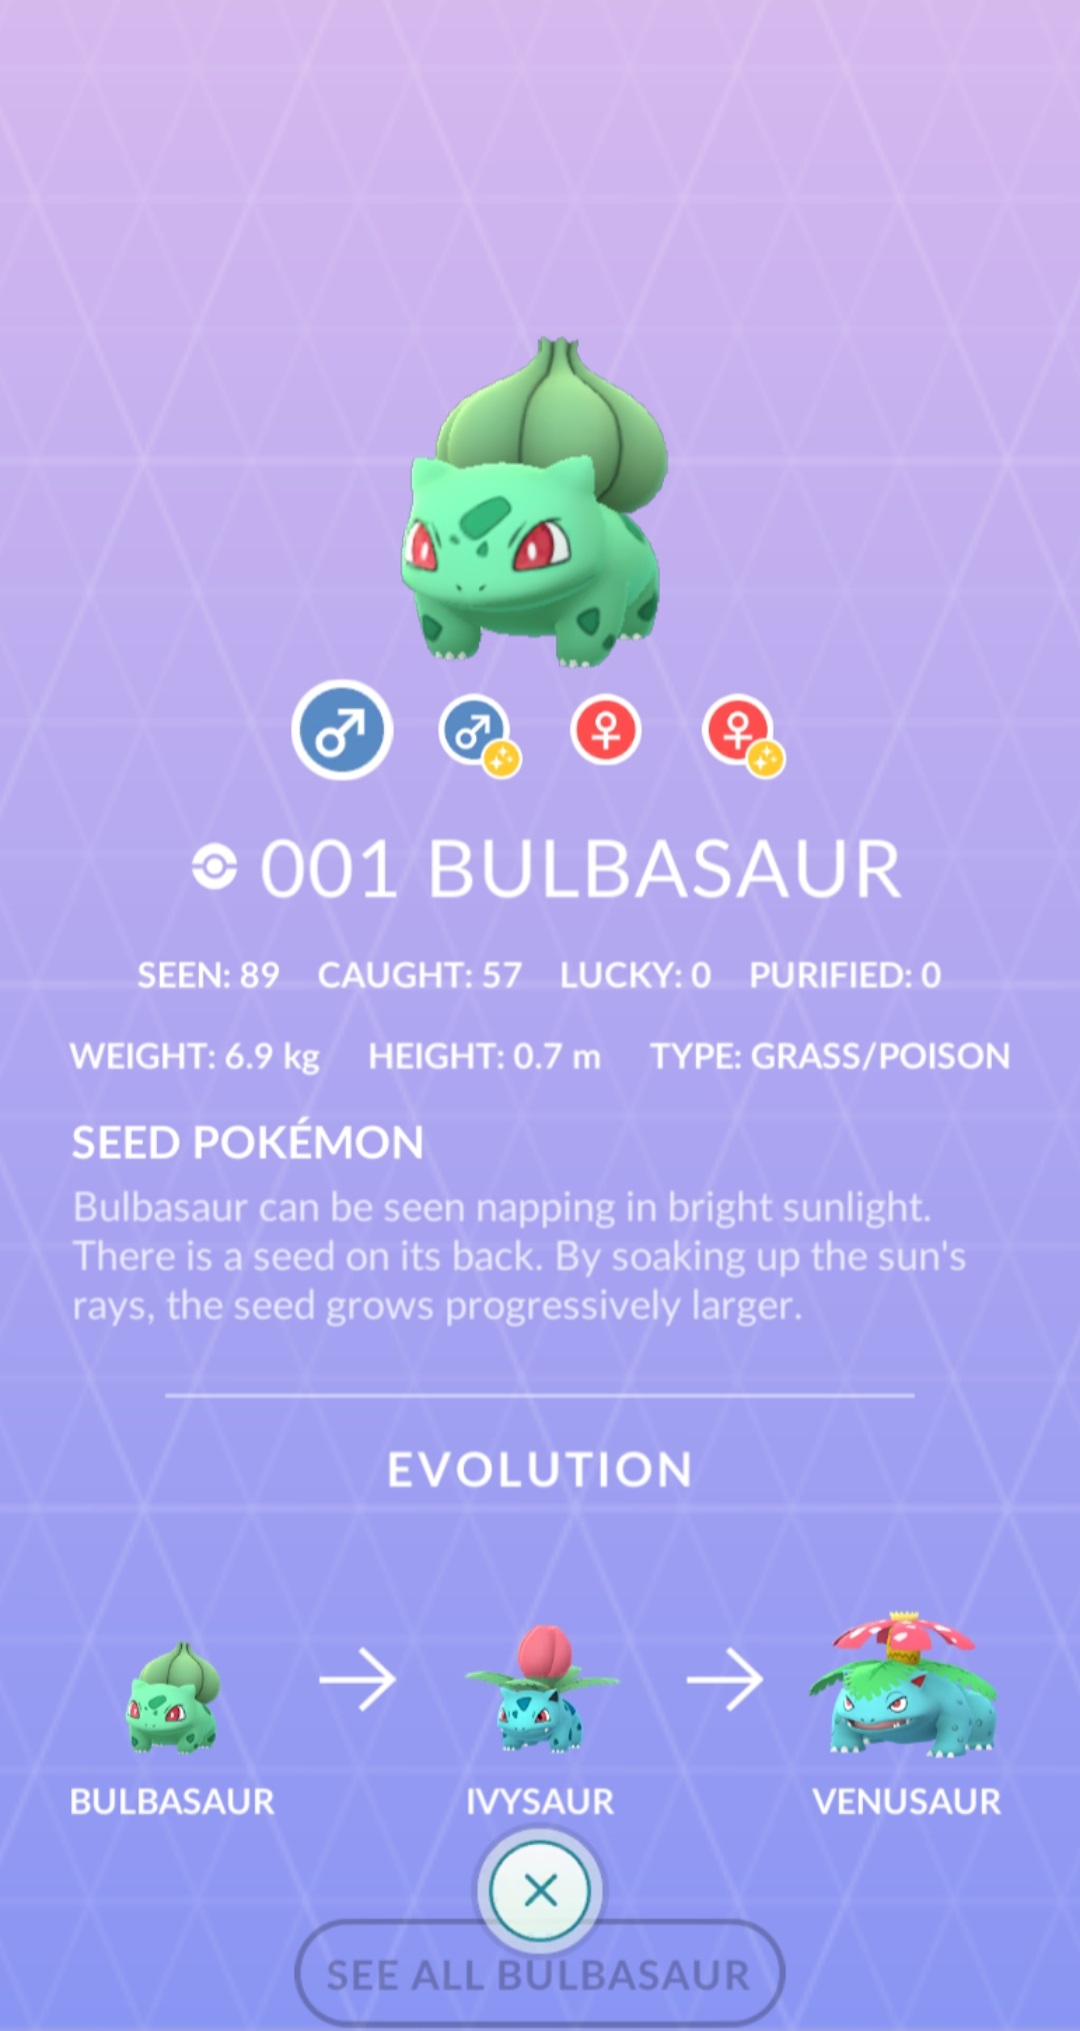 001 BULBASAUR
SEEN: 89 CAUGHT: 57 LUCKY: 0 PURIFIED: 0
WEIGHT: 6.9 kg HEIGHT: 0.7 m TYPE: GRASS/POISON
SEED POKÉMON
Bulbasaur can be seen napping in bright sunlight.
There is a seed on its back. By soaking up the sun's
rays, the seed grows progressively larger.
EVOLUTION
BULBASAUR IVYSAUR VENUSAUR
SEE ALL BULBASAUR